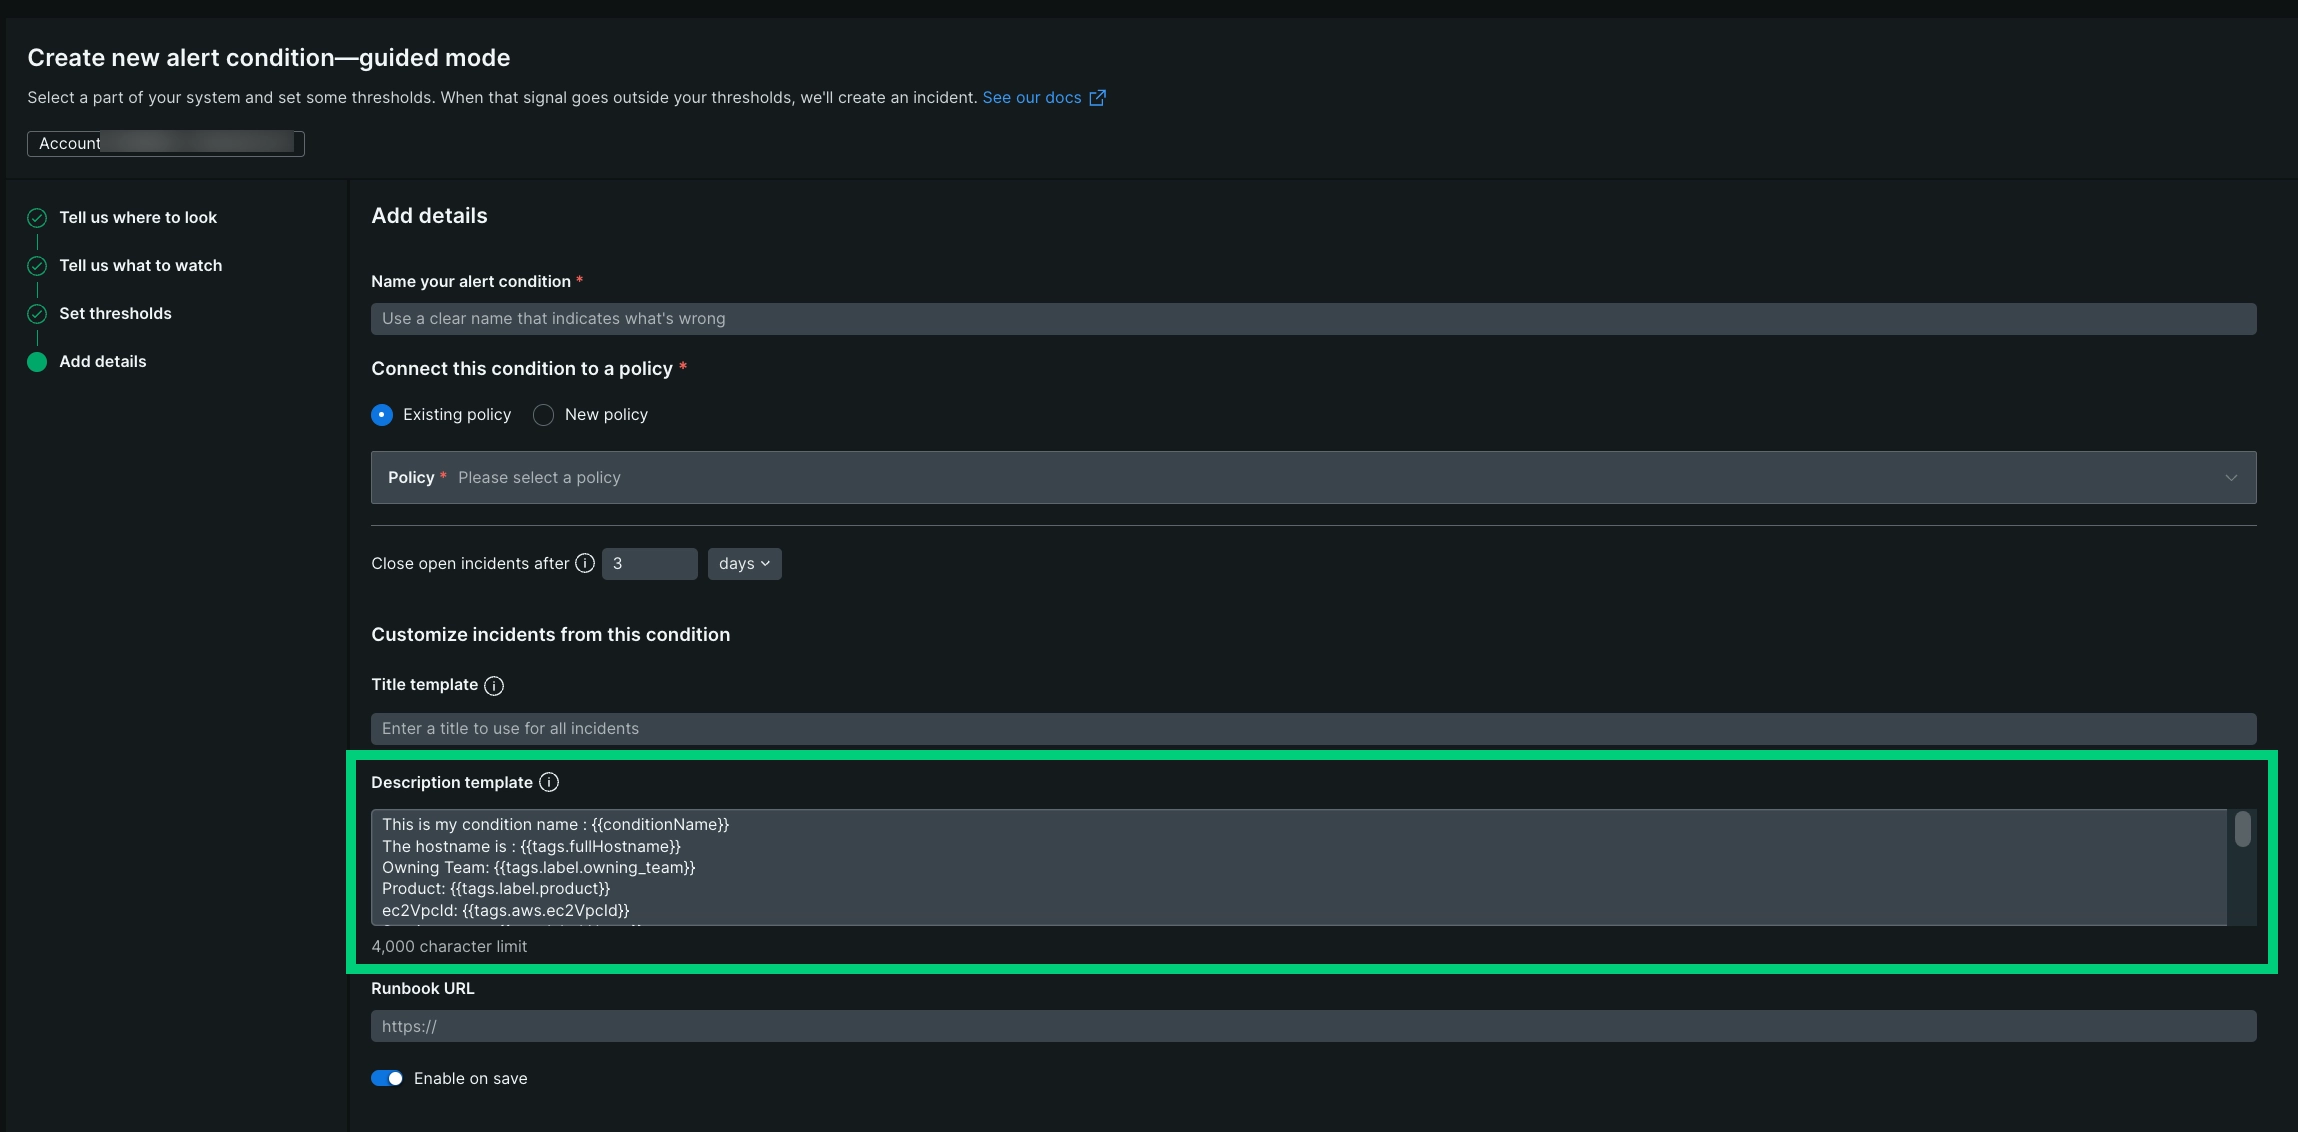 Create new alert condition—guided mode
Select a part of your system and set some thresholds. When that signal goes outside your thresholds, we'll create an incident. See our docs
Account
Tell us where to look
Tell us what to watch
Set thresholds
Add details
Add details
Name your alert condition *
Use a clear name that indicates what's wrong
Connect this condition to a policy *
Existing policy New policy
Policy * Please select a policy
Close open incidents after 3 days
Customize incidents from this condition
Title template
Enter a title to use for all incidents
Description template
This is my condition name : {{conditionName}}
The hostname is : {{tags.fullHostname}}
Owning Team: {{tags.label.owning_team}}
Product: {{tags.label.product}}
ec2VpcId: {{tags.aws.ec2VpcId}}
4,000 character limit
Runbook URL
https://
Enable on save